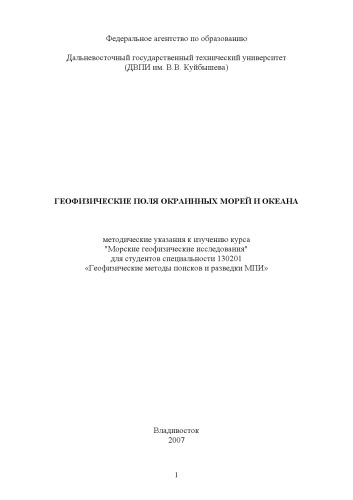 Федеральное агентство по образованию
Дальневосточный государственный технический университет
(ДВПИ им. В.В. Куйбышева)
ГЕОФИЗИЧЕСКИЕ ПОЛЯ ОКРАИННЫХ МОРЕЙ И ОКЕАНА
методические указания к изучению курса
"Морские геофизические исследования"
для студентов специальности 130201
«Геофизические методы поисков и разведки МПИ»
Владивосток
2007
1